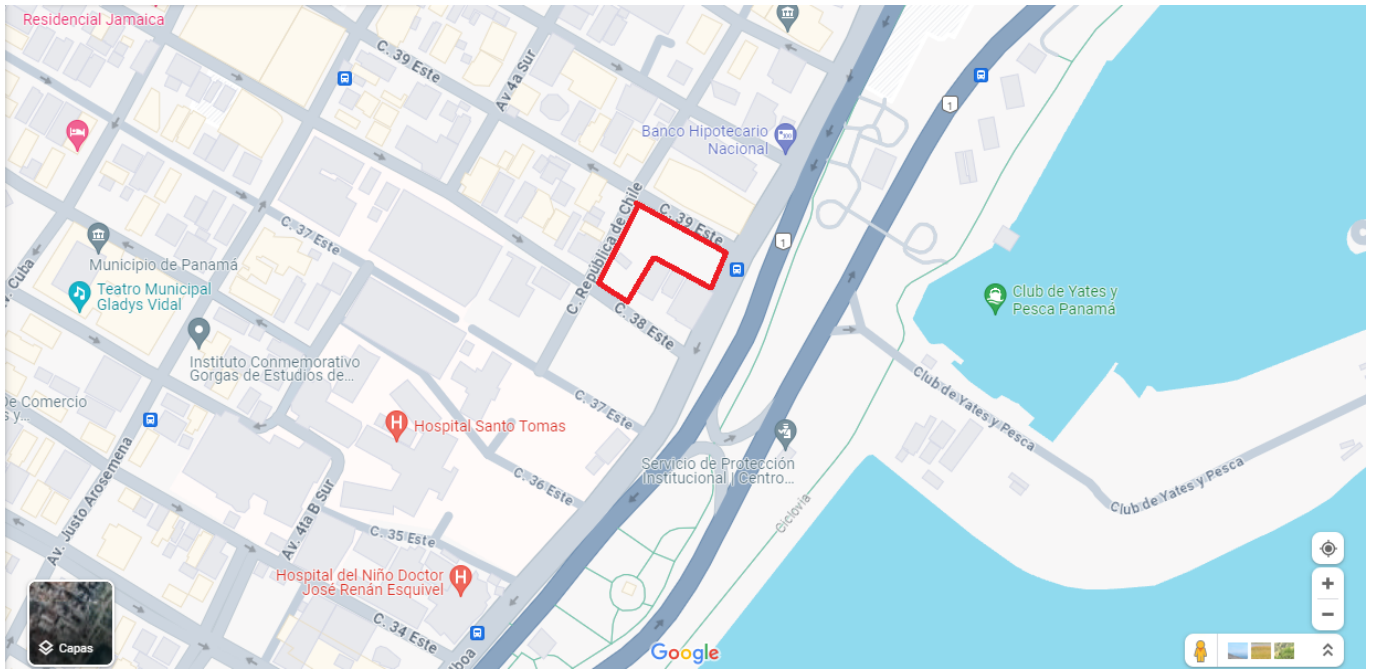 Residencial Jamaica
C. 39 Este
Av 4a Sur
1
Banco Hipotecario
Nacional
C. República de Chile
C. 39 Este
1
C. 37 Este
Municipio de Panamá
Teatro Municipal
Gladys Vidal
Cuba
Instituto Conmemorativo
Gorgas de Estudios de...
C. 38 Este
Club de Yates y
Pesca Panamá
De Comercio
s y...
Hospital Santo Tomas
C. 37 Este
Club de Yates y Pesca
Av. Justo Arosemena
Av. 4ta B Sur
C. 36 Este
Servicio de Protección
Institucional | Centro...
Club de Yates y Pesca
Ciclovía
C. 35 Este
Hospital del Niño Doctor
José Renán Esquivel
C. 34 Este
Capas
Google